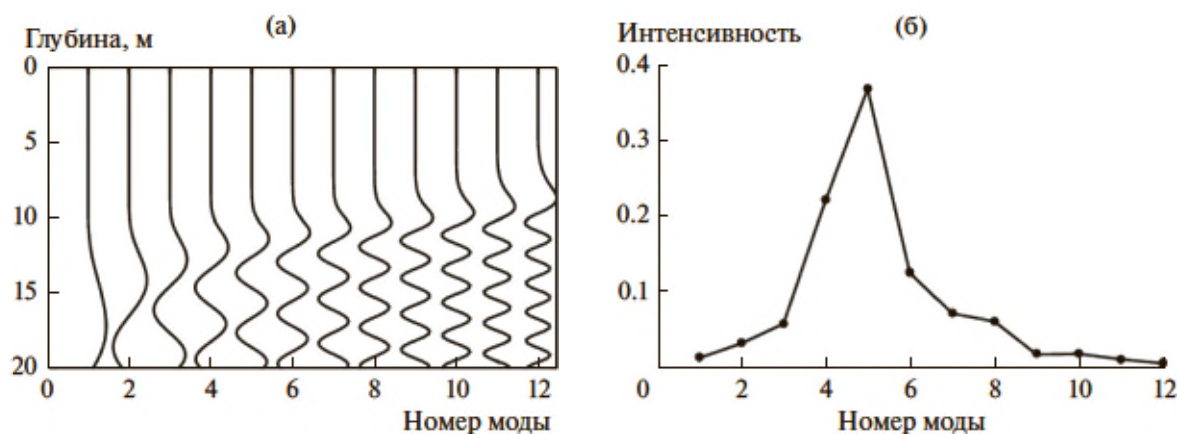 (а)
Глубина, м
0
5
10
15
20
0 2 4 6 8 10 12
Номер моды
(б)
Интенсивность
0.4
0.3
0.2
0.1
0 2 4 6 8 10 12
Номер моды